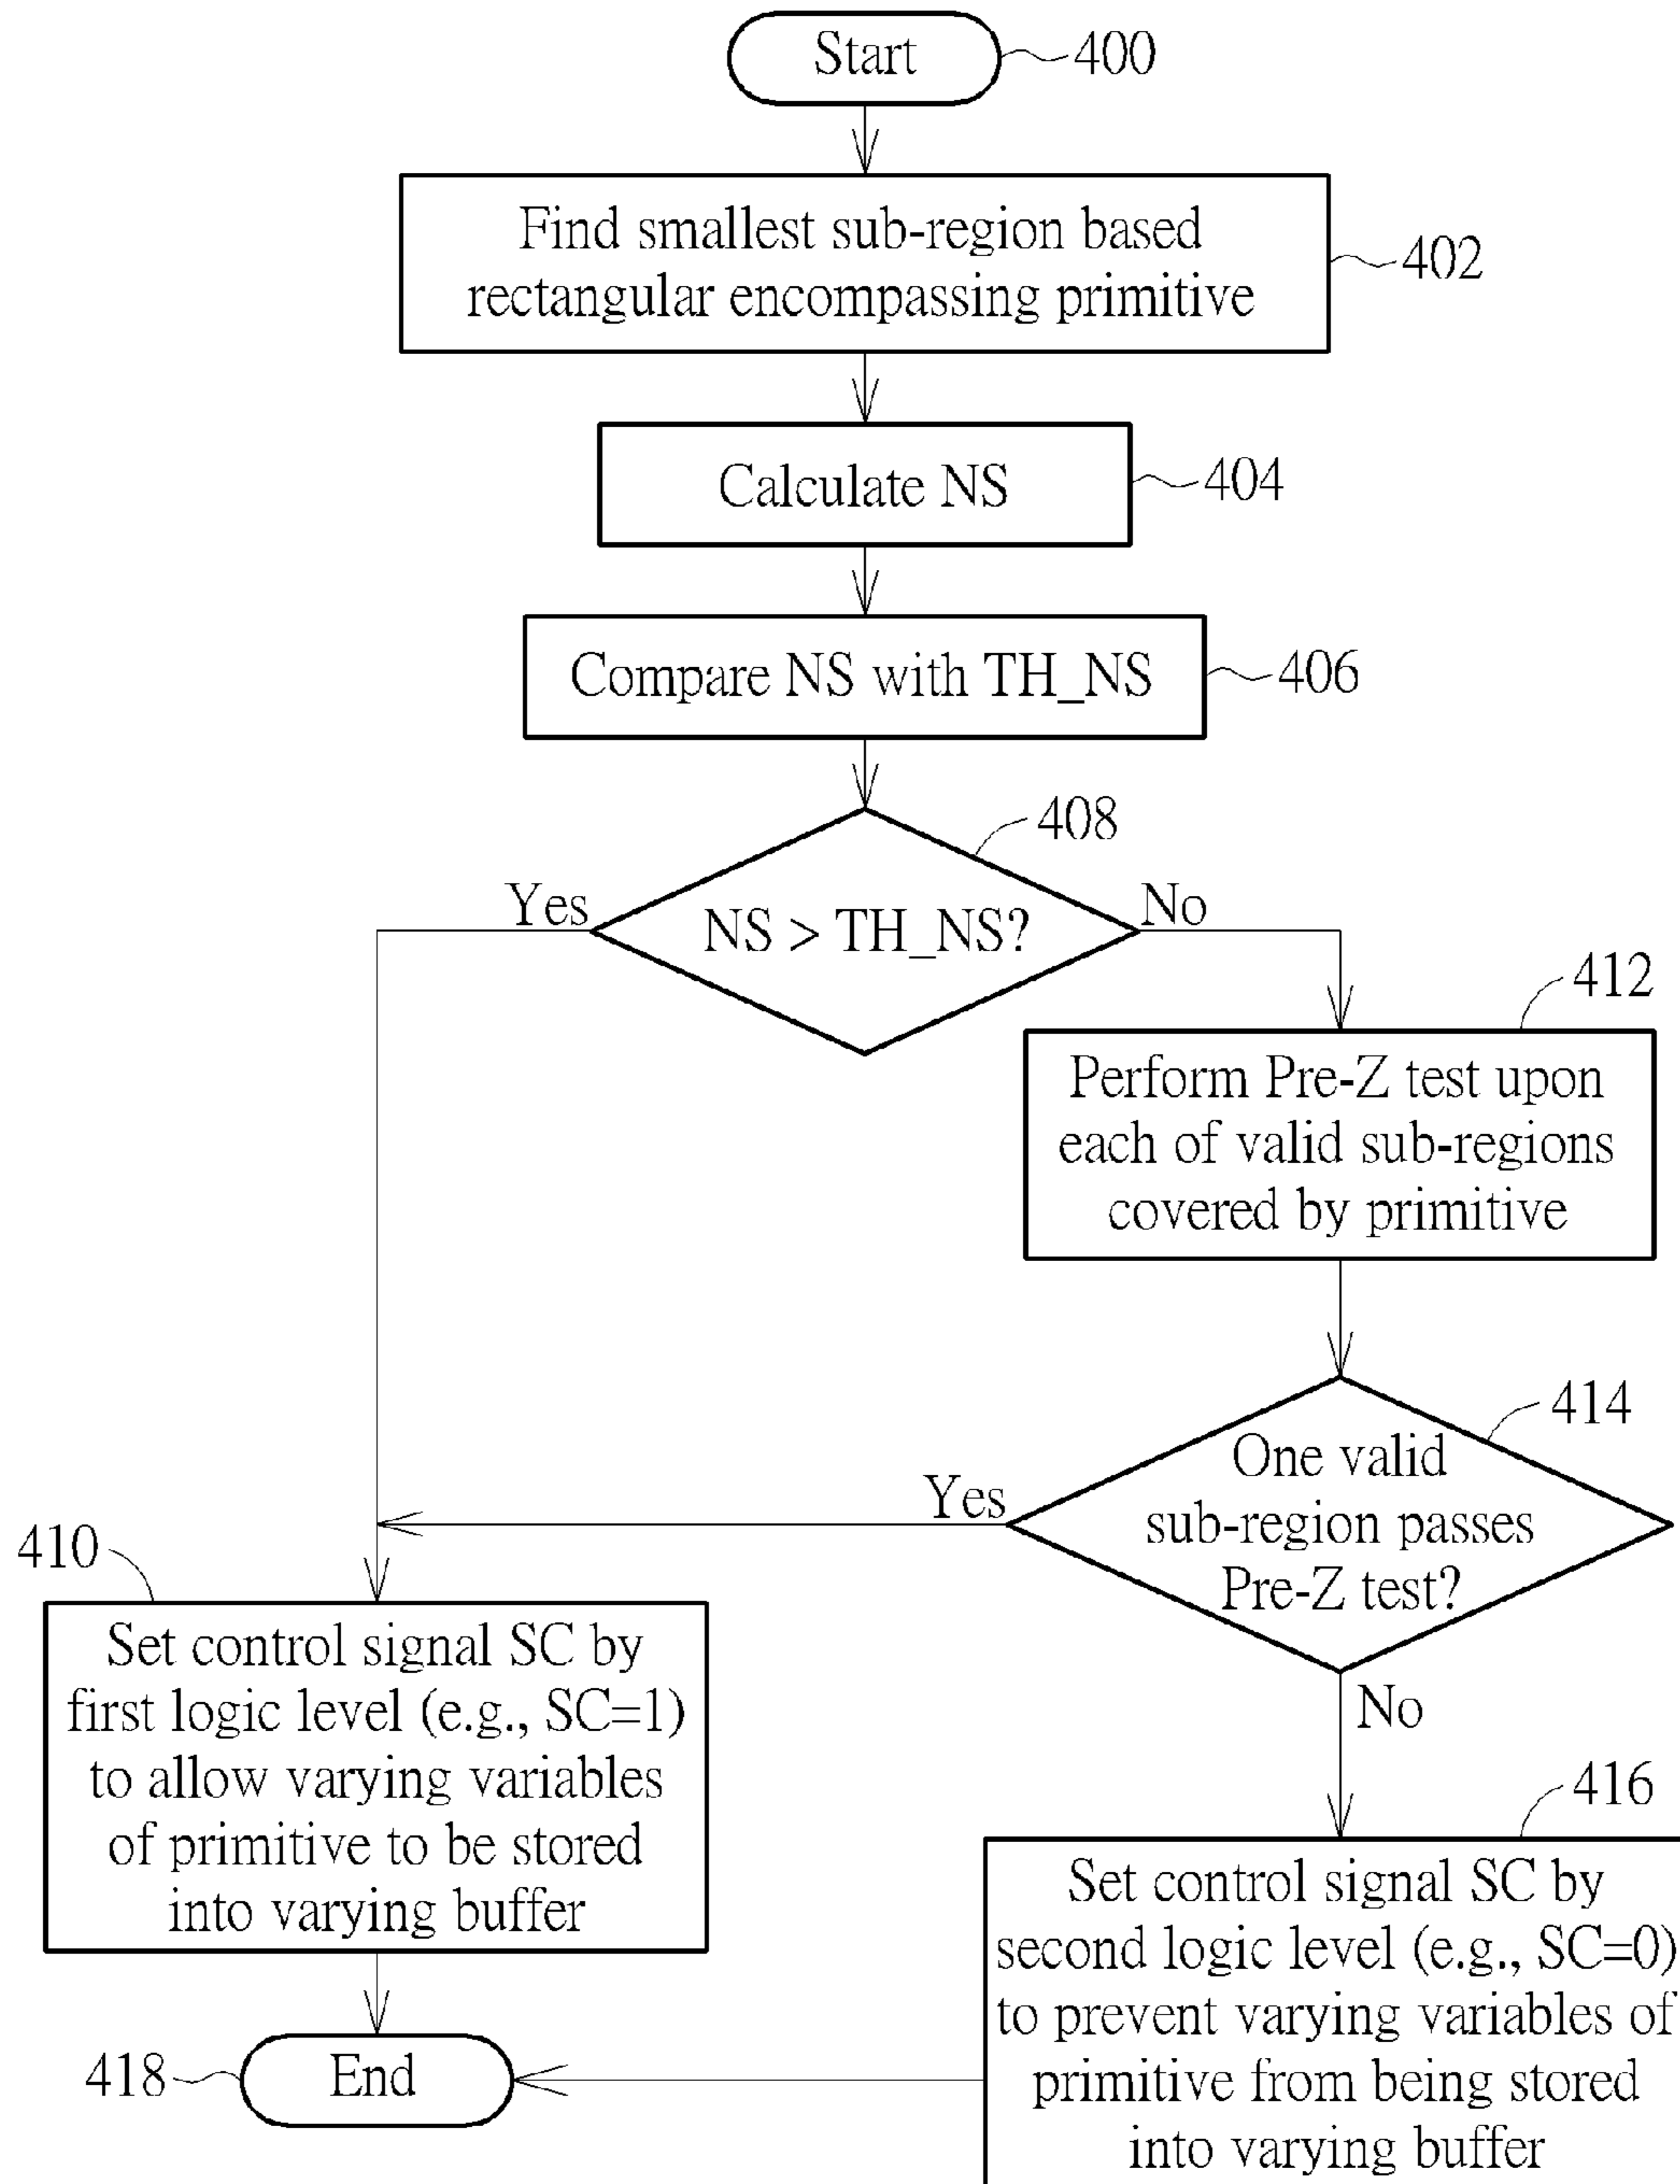 Start
400
Find smallest sub-region based
rectangular encompassing primitive
402
Calculate NS
404
Compare NS with TH_NS
406
408
NS > TH_NS?
Yes
No
412
Perform Pre-Z test upon
each of valid sub-regions
covered by primitive
414
One valid
sub-region passes
Pre-Z test?
Yes
No
410
Set control signal SC by
first logic level (e.g., SC=1)
to allow varying variables
of primitive to be stored
into varying buffer
416
Set control signal SC by
second logic level (e.g., SC=0)
to prevent varying variables of
primitive from being stored
into varying buffer
418
End